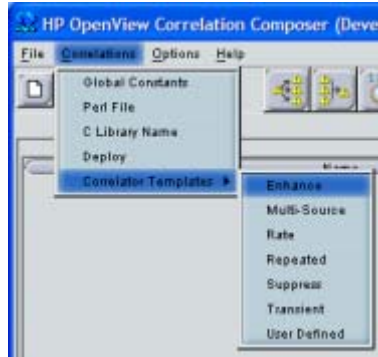 HP OpenView Correlation Composer (Deve
File Correlations Options Help
Global Constants
Perl File
C Library Name
Deploy
Correlator Templates
Name
Enhance
Multi-Source
Rate
Repeated
Suppress
Transient
User Defined